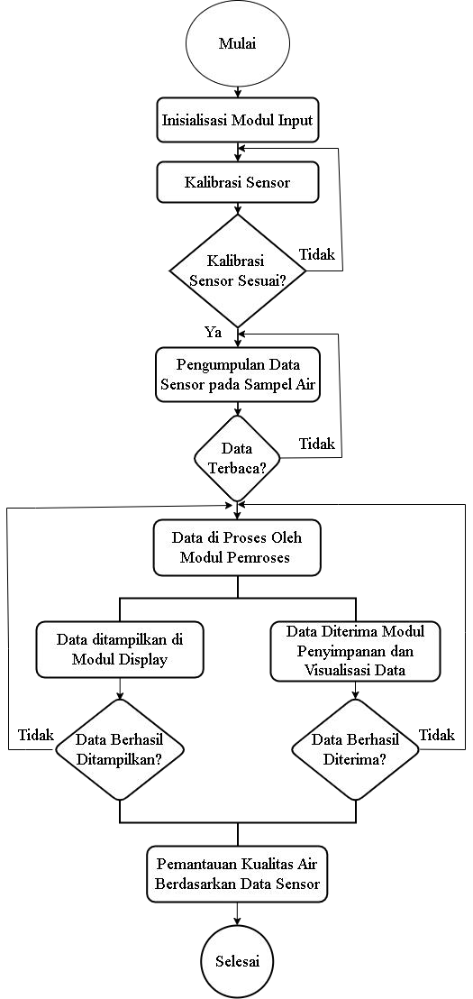 Mulai
Inisialisasi Modul Input
Kalibrasi Sensor
Kalibrasi
Sensor Sesuai?
Tidak
Ya
Pengumpulan Data
Sensor pada Sampel Air
Data
Terbaca?
Tidak
Data di Proses Oleh
Modul Pemroses
Data ditampilkan di
Modul Display
Data Diterima Modul
Penyimpanan dan
Visualisasi Data
Tidak
Data Berhasil
Ditampilkan?
Data Berhasil
Diterima?
Tidak
Pemantauan Kualitas Air
Berdasarkan Data Sensor
Selesai